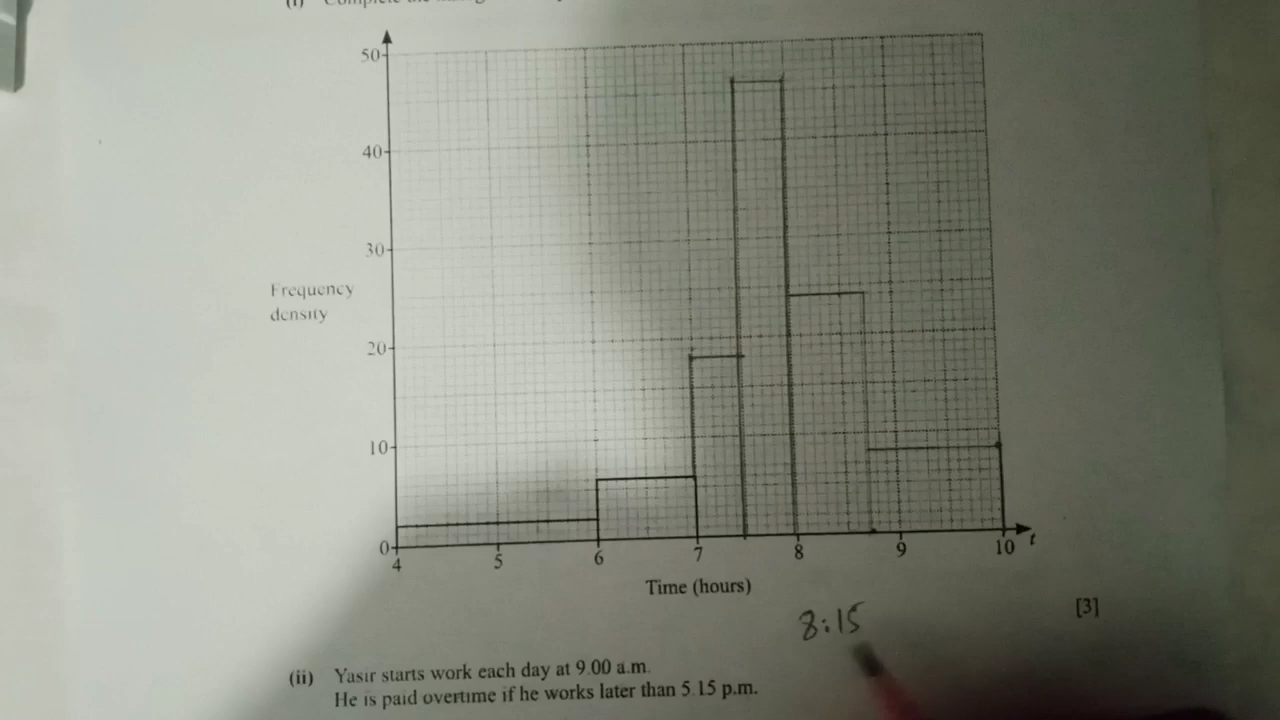 (i)
50
40
30
Frequency
density
20
10
0
4 5 6 7 8 9 10 t
Time (hours)
8:15
[3]
(ii) Yasir starts work each day at 9.00 a.m.
He is paid overtime if he works later than 5.15 p.m.